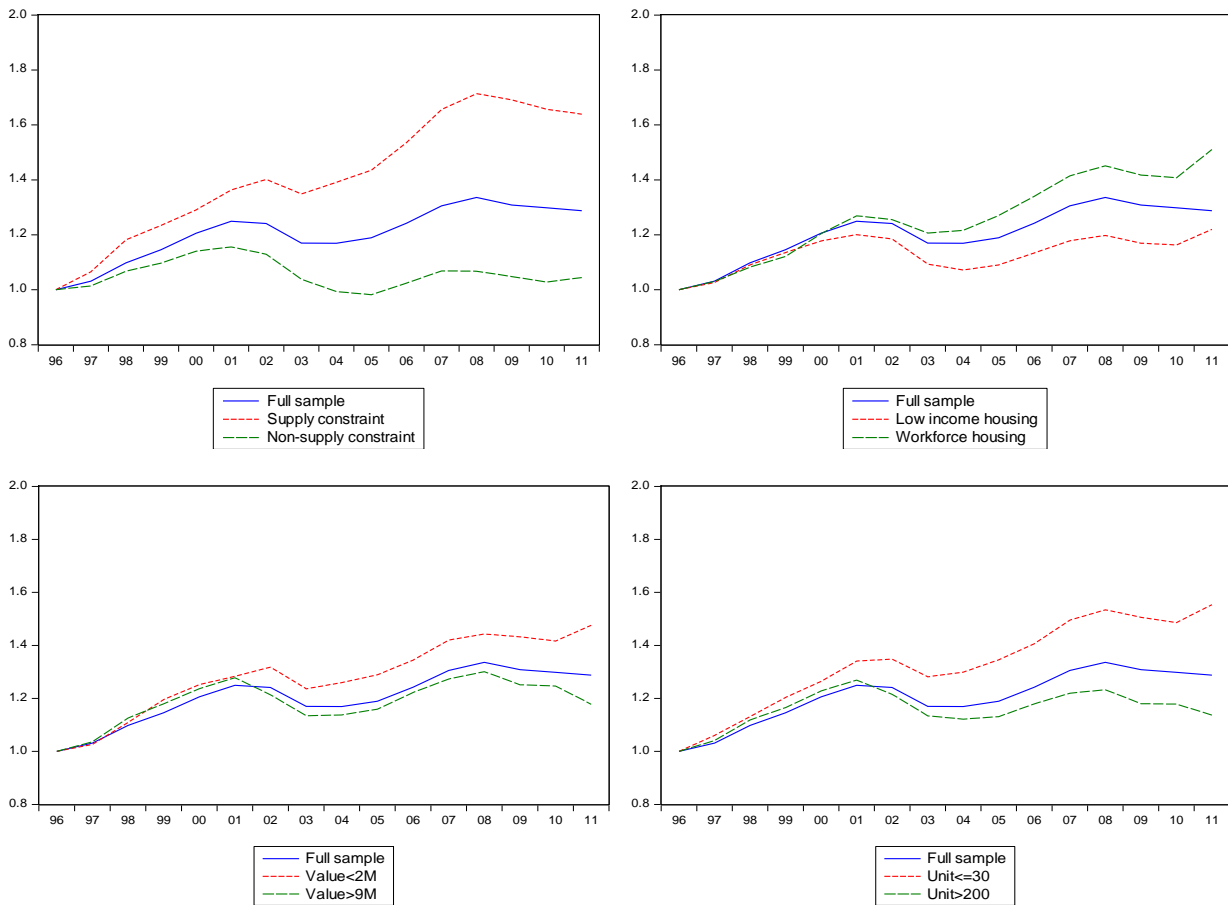 2.0
1.8
1.6
1.4
1.2
1.0
0.8
96 97 98 99 00 01 02 03 04 05 06 07 08 09 10 11
Full sample
Supply constraint
Non-supply constraint
2.0
1.8
1.6
1.4
1.2
1.0
0.8
96 97 98 99 00 01 02 03 04 05 06 07 08 09 10 11
Full sample
Low income housing
Workforce housing
2.0
1.8
1.6
1.4
1.2
1.0
0.8
96 97 98 99 00 01 02 03 04 05 06 07 08 09 10 11
Full sample
Value<2M
Value>9M
2.0
1.8
1.6
1.4
1.2
1.0
0.8
96 97 98 99 00 01 02 03 04 05 06 07 08 09 10 11
Full sample
Unit<=30
Unit>200